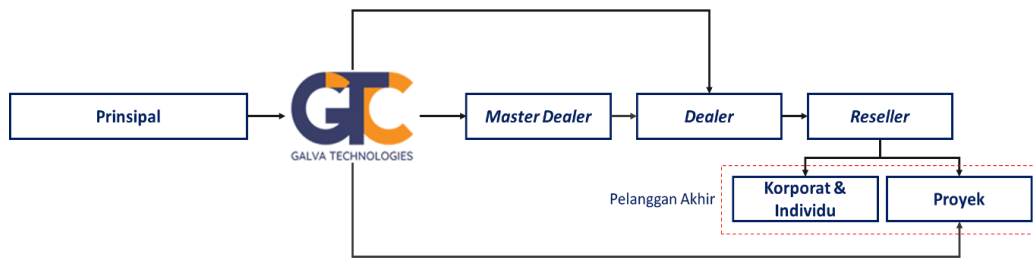 Prinsipal
GTC
GALVA TECHNOLOGIES
Master Dealer
Dealer
Reseller
Pelanggan Akhir
Korporat &
Individu
Proyek